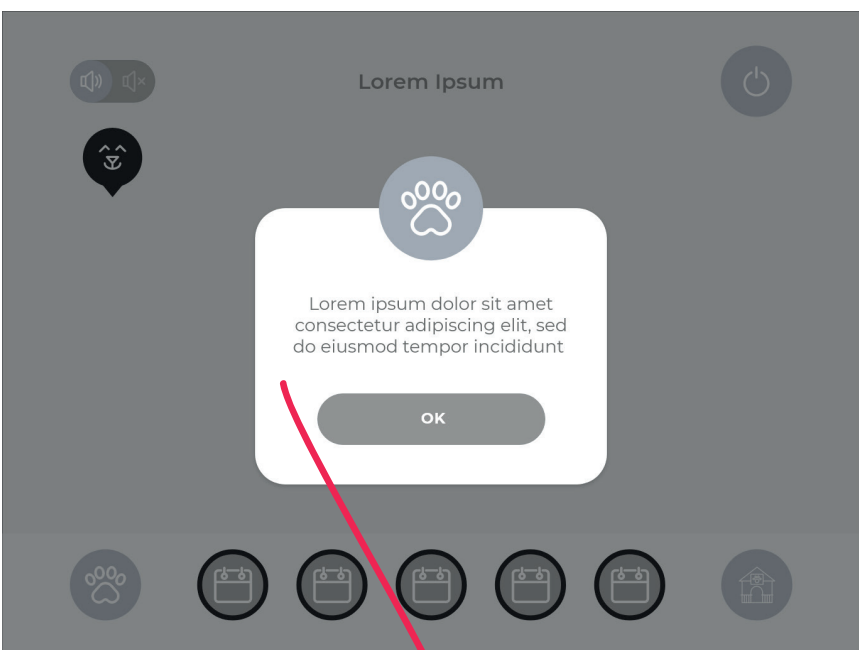 Lorem Ipsum
Lorem ipsum dolor sit amet
consectetur adipiscing elit, sed
do eiusmod tempor incididunt
OK